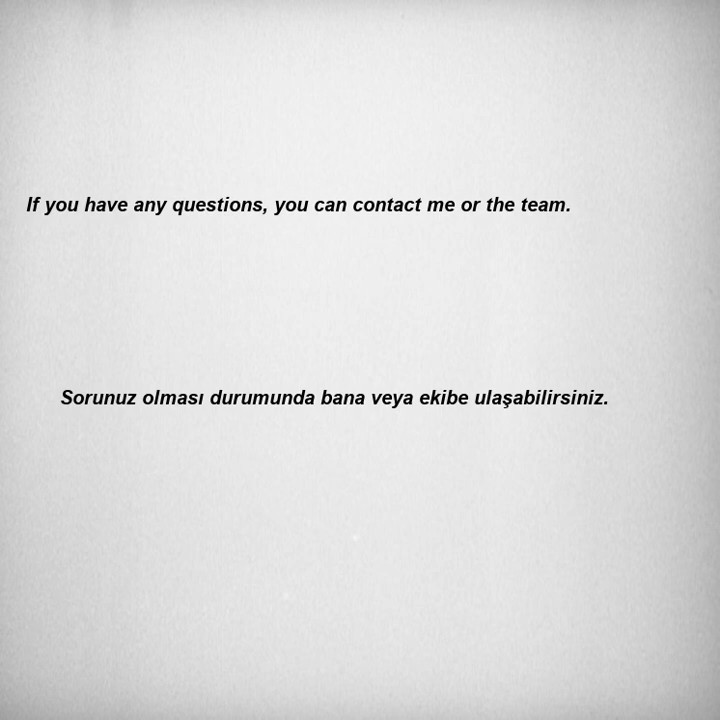 If you have any questions, you can contact me or the team.
Sorunuz olması durumunda bana veya ekibe ulaşabilirsiniz.